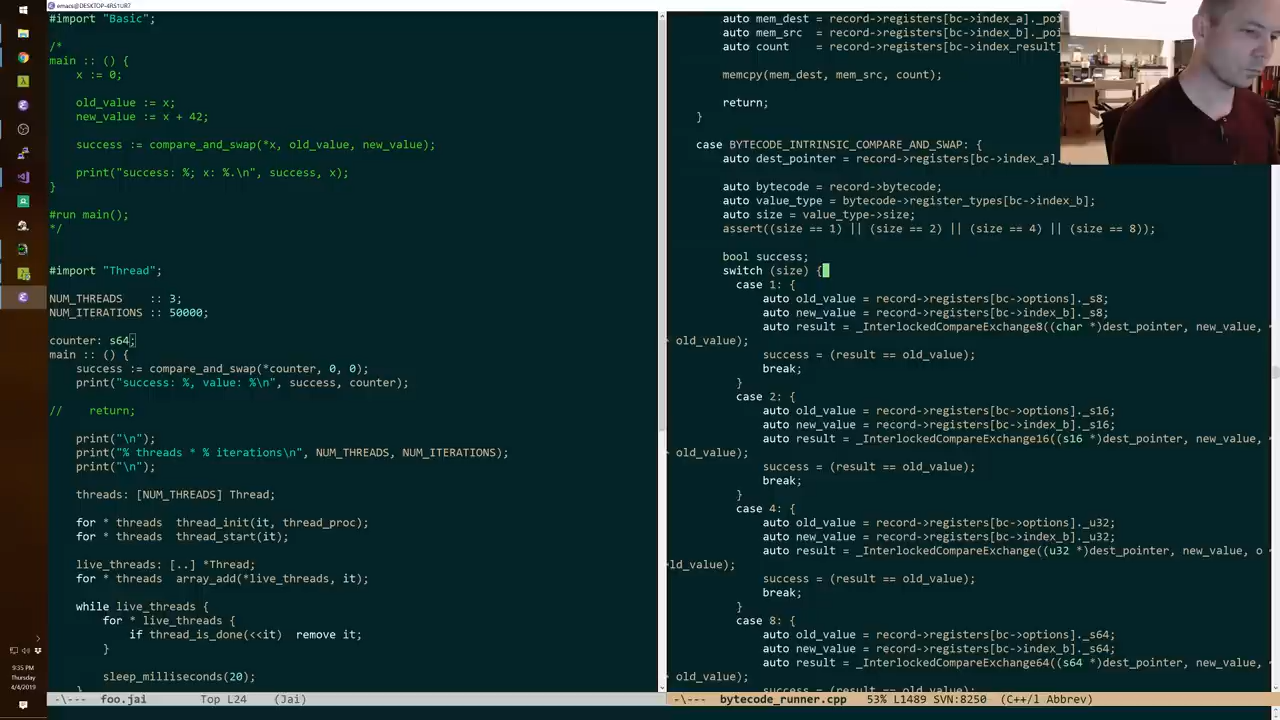 emacs@DESKTOP-4RS1UR7
#import "Basic";
/*
main :: () {
x := 0;
old_value := x;
new_value := x + 42;
success := compare_and_swap(*x, old_value, new_value);
print("success: %; x: %.\n", success, x);
}
#run main();
*/
#import "Thread";
NUM_THREADS :: 3;
NUM_ITERATIONS :: 50000;
counter: s64;
main :: () {
success := compare_and_swap(*counter, 0, 0);
print("success: %, value: %\n", success, counter);
// return;
print("\n");
print("% threads * % iterations\n", NUM_THREADS, NUM_ITERATIONS);
print("\n");
threads: [NUM_THREADS] Thread;
for * threads thread_init(it, thread_proc);
for * threads thread_start(it);
live_threads: [..] *Thread;
for * threads array_add(*live_threads, it);
while live_threads {
for * live_threads {
if thread_is_done(<<it) remove it;
}
sleep_milliseconds(20);
}
-\--- foo.jai Top L24 (Jai)
auto mem_dest = record->registers[bc->index_a]._poi
auto mem_src = record->registers[bc->index_b]._poi
auto count = record->registers[bc->index_result]
memcpy(mem_dest, mem_src, count);
return;
}
case BYTECODE_INTRINSIC_COMPARE_AND_SWAP: {
auto dest_pointer = record->registers[bc->index_a].
auto bytecode = record->bytecode;
auto value_type = bytecode->register_types[bc->index_b];
auto size = value_type->size;
assert((size == 1) || (size == 2) || (size == 4) || (size == 8));
bool success;
switch (size) {
case 1: {
auto old_value = record->registers[bc->options]._s8;
auto new_value = record->registers[bc->index_b]._s8;
auto result = _InterlockedCompareExchange8((char *)dest_pointer, new_value,
old_value);
success = (result == old_value);
break;
}
case 2: {
auto old_value = record->registers[bc->options]._s16;
auto new_value = record->registers[bc->index_b]._s16;
auto result = _InterlockedCompareExchange16((s16 *)dest_pointer, new_value,
old_value);
success = (result == old_value);
break;
}
case 4: {
auto old_value = record->registers[bc->options]._u32;
auto new_value = record->registers[bc->index_b]._u32;
auto result = _InterlockedCompareExchange((u32 *)dest_pointer, new_value, o
ld_value);
success = (result == old_value);
break;
}
case 8: {
auto old_value = record->registers[bc->options]._s64;
auto new_value = record->registers[bc->index_b]._s64;
auto result = _InterlockedCompareExchange64((s64 *)dest_pointer, new_value,
old_value);
success = (result == old_value);
-\--- bytecode_runner.cpp 53% L1489 SVN:8250 (C++/l Abbrev)
9:35 PM
Thursday
4/4/2019